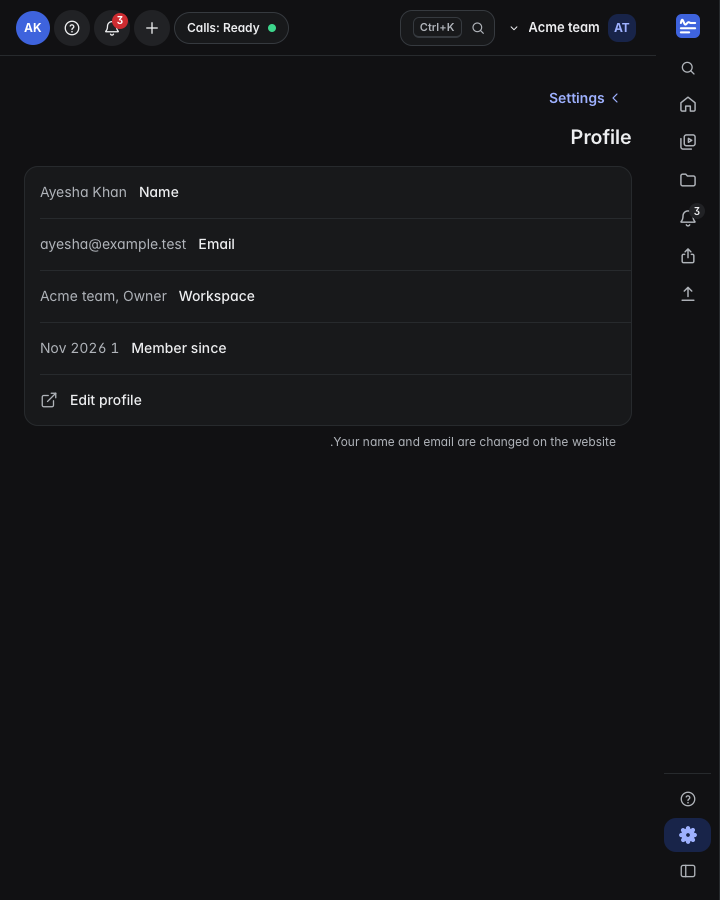 AK
3
Calls: Ready
Ctrl+K
Acme team
AT
3
Settings
Profile
Ayesha Khan Name
ayesha@example.test Email
Acme team, Owner Workspace
Nov 2026 1 Member since
Edit profile
.Your name and email are changed on the website